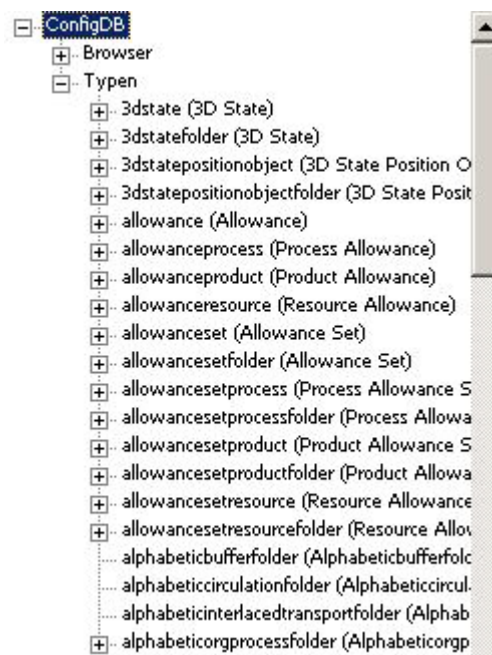 ConfigDB
Browser
Typen
3dstate (3D State)
3dstatefolder (3D State)
3dstatepositionobject (3D State Position O
3dstatepositionobjectfolder (3D State Posit
allowance (Allowance)
allowanceprocess (Process Allowance)
allowanceproduct (Product Allowance)
allowanceresource (Resource Allowance)
allowanceset (Allowance Set)
allowancesetfolder (Allowance Set)
allowancesetprocess (Process Allowance S
allowancesetprocessfolder (Process Allowa
allowancesetproduct (Product Allowance S
allowancesetproductfolder (Product Allowa
allowancesetresource (Resource Allowance
allowancesetresourcefolder (Resource Allow
alphabeticbufferfolder (Alphabeticbufferfolc
alphabeticcirculationfolder (Alphabeticcircul
alphabeticinterlacedtransportfolder (Alphab
alphabeticorgprocessfolder (Alphabeticorgp